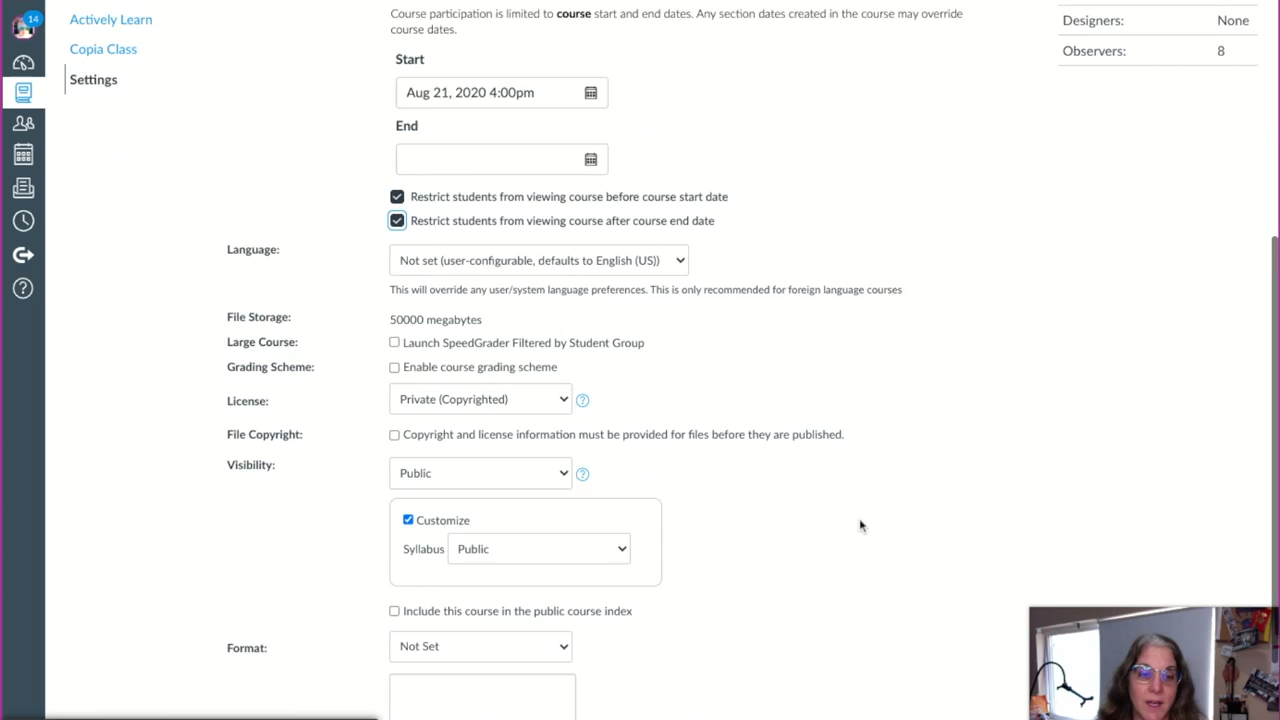 14
Active Learn
Copia Class
Settings
Course participation is limited to course start and end dates. Any section dates created in the course may override
course dates.
Designers: None
Observers: 8
Start
Aug 21, 2020 4:00pm
End
Restrict students from viewing course before course start date
Restrict students from viewing course after course end date
Language:
Not set (user-configurable, defaults to English (US))
This will override any user/system language preferences. This is only recommended for foreign language courses
File Storage: 50000 megabytes
Large Course: Launch SpeedGrader Filtered by Student Group
Grading Scheme: Enable course grading scheme
License: Private (Copyrighted) ?
File Copyright: Copyright and license information must be provided for files before they are published.
Visibility: Public ?
Customize
Syllabus Public
Include this course in the public course index
Format: Not Set